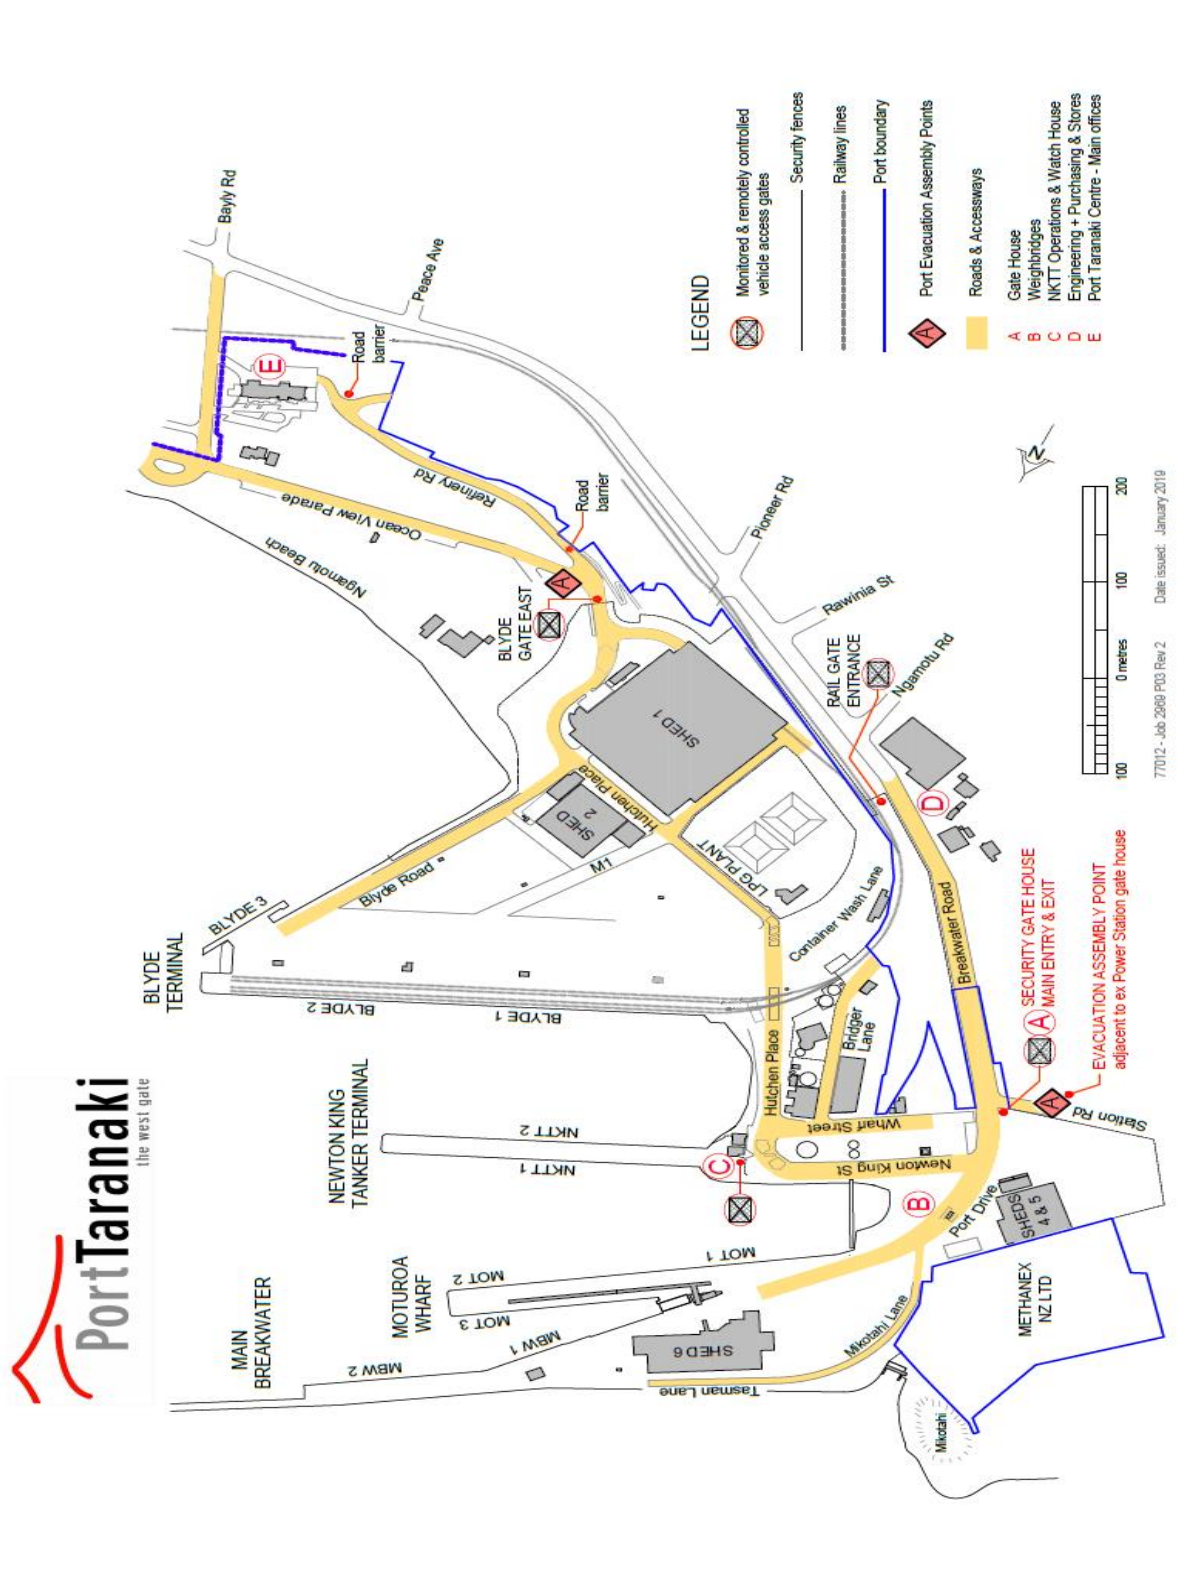 PortTaranaki
the west gate
MAIN
BREAKWATER
MOTUROA
WHARF
NEWTON KING
TANKER TERMINAL
BLYDE
TERMINAL
MBW 2
MBW 1
MOT 3
MOT 2
MOT 1
NKTT 1
NKTT 2
BLYDE 2
BLYDE 1
BLYDE 3
Blyde Road
M1
SHED
2
Hutchen Place
SHED 1
BLYDE
GATE EAST
A
Ngamotu Beach
Ocean View Parade
Refinery Rd
Road
barrier
Road
barrier
E
Bayly Rd
Peace Ave
Pioneer Rd
Rawinia St
Ngamotu Rd
RAIL GATE
ENTRANCE
LPG PLANT
Container Wash Lane
Hutchen Place
Bridger
Lane
Wharf Street
Newton King St
C
B
D
Breakwater Road
Port Drive
SHEDS
4 & 5
SHED 6
Tasman Lane
Mikotahi Lane
Mikotahi
METHANEX
NZ LTD
Station Rd
A
A
SECURITY GATE HOUSE
MAIN ENTRY & EXIT
EVACUATION ASSEMBLY POINT
adjacent to ex Power Station gate house
LEGEND
Monitored & remotely controlled
vehicle access gates
Security fences
Railway lines
Port boundary
A
Port Evacuation Assembly Points
Roads & Accessways
A Gate House
B Weighbridges
C NKTT Operations & Watch House
D Engineering + Purchasing & Stores
E Port Taranaki Centre - Main offices
N
100 0 metres 100 200
77012 - Job 2969 P03 Rev 2 Date issued: January 2019